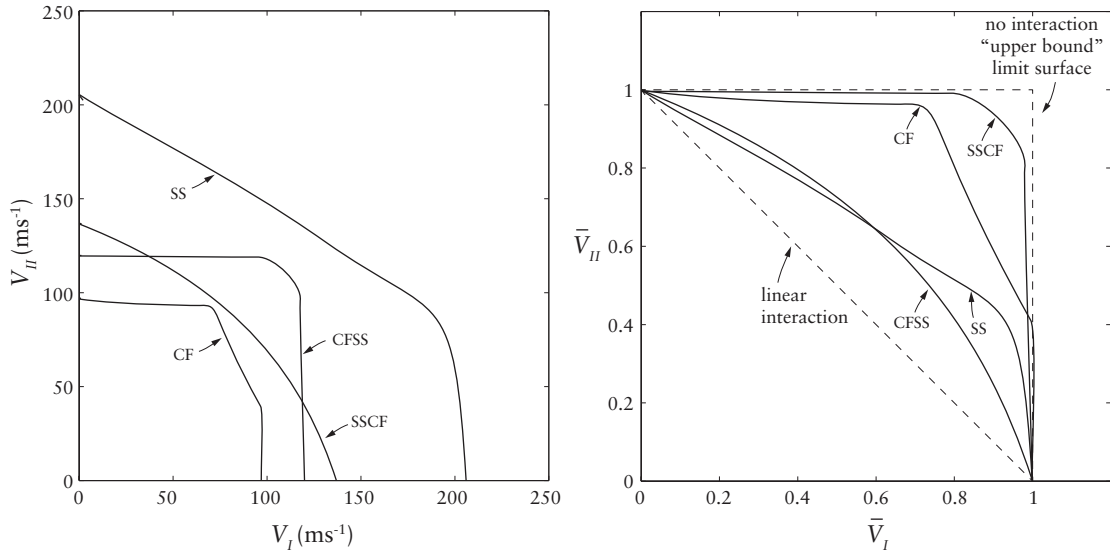 250
200
150
100
50
0
V_II (ms⁻¹)
SS
CFSS
CF
SSCF
0
50
100
150
200
250
V_I (ms⁻¹)
no interaction
“upper bound”
limit surface
1
0.8
0.6
0.4
0.2
0
V̄_II
CF
SSCF
linear
interaction
CFSS
SS
0
0.2
0.4
0.6
0.8
1
V̄_I